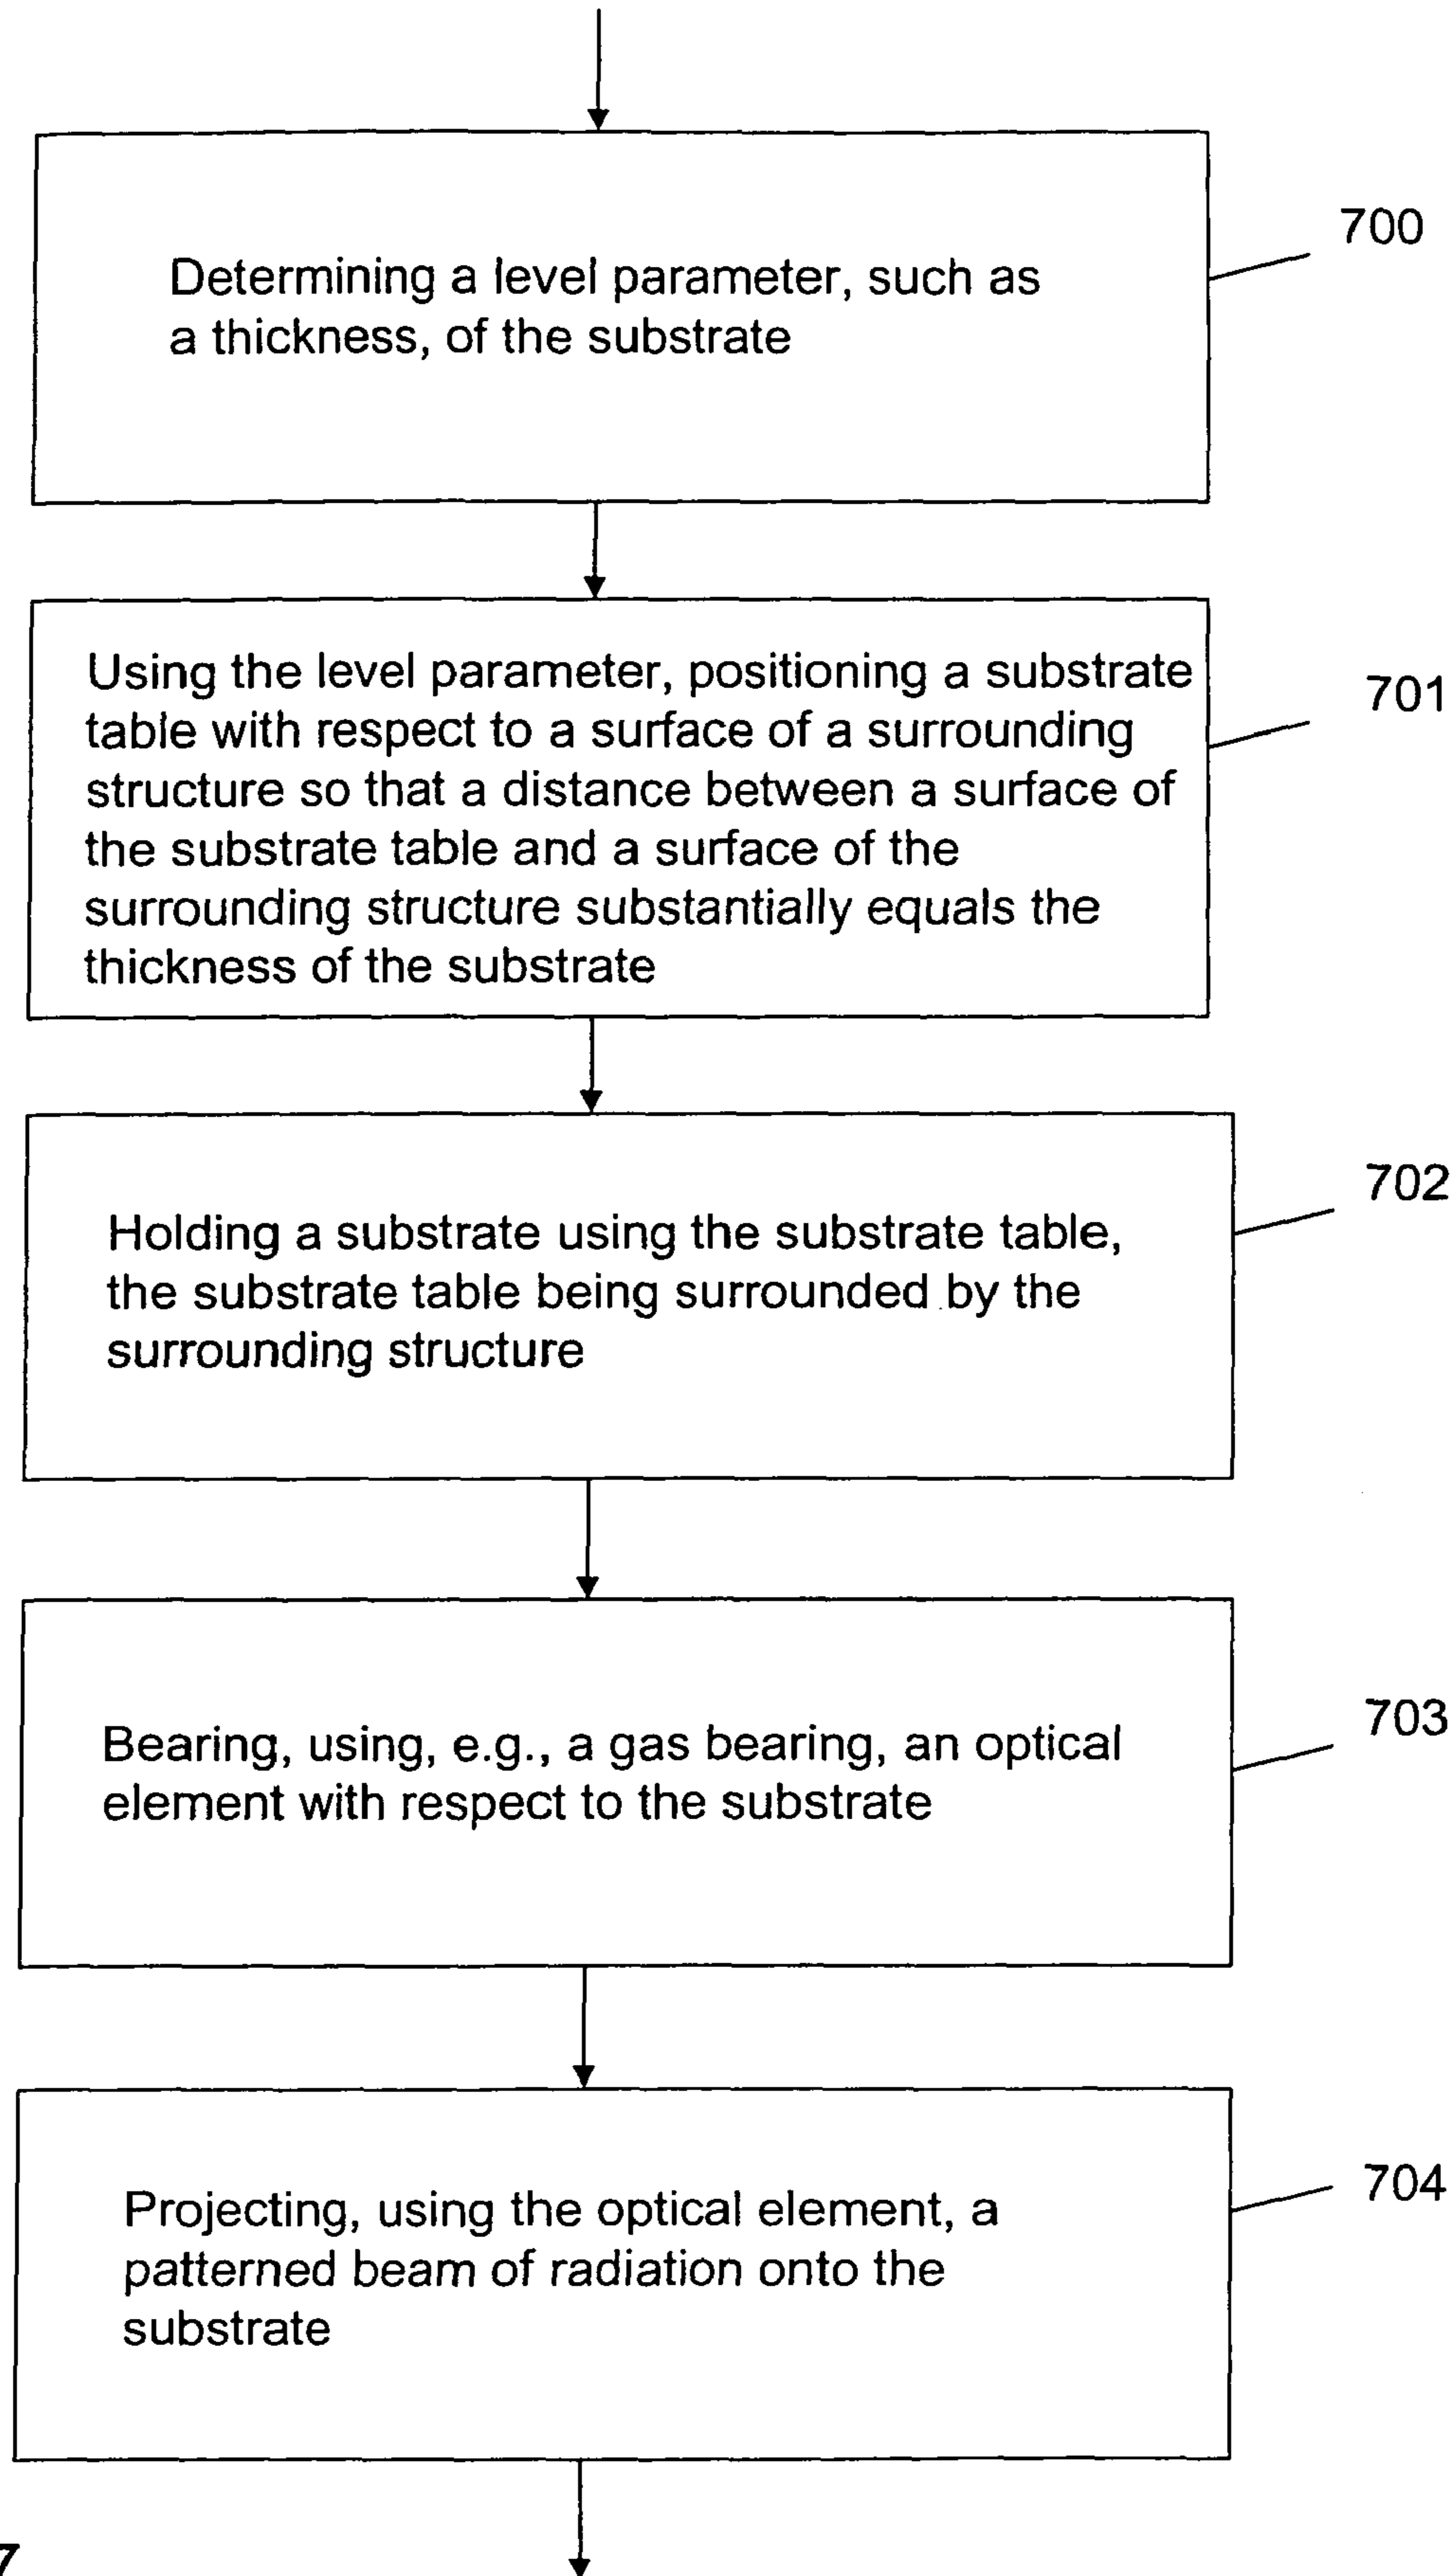 Determining a level parameter, such as
a thickness, of the substrate
700
Using the level parameter, positioning a substrate
table with respect to a surface of a surrounding
structure so that a distance between a surface of
the substrate table and a surface of the
surrounding structure substantially equals the
thickness of the substrate
701
Holding a substrate using the substrate table,
the substrate table being surrounded by the
surrounding structure
702
Bearing, using, e.g., a gas bearing, an optical
element with respect to the substrate
703
Projecting, using the optical element, a
patterned beam of radiation onto the
substrate
704
7